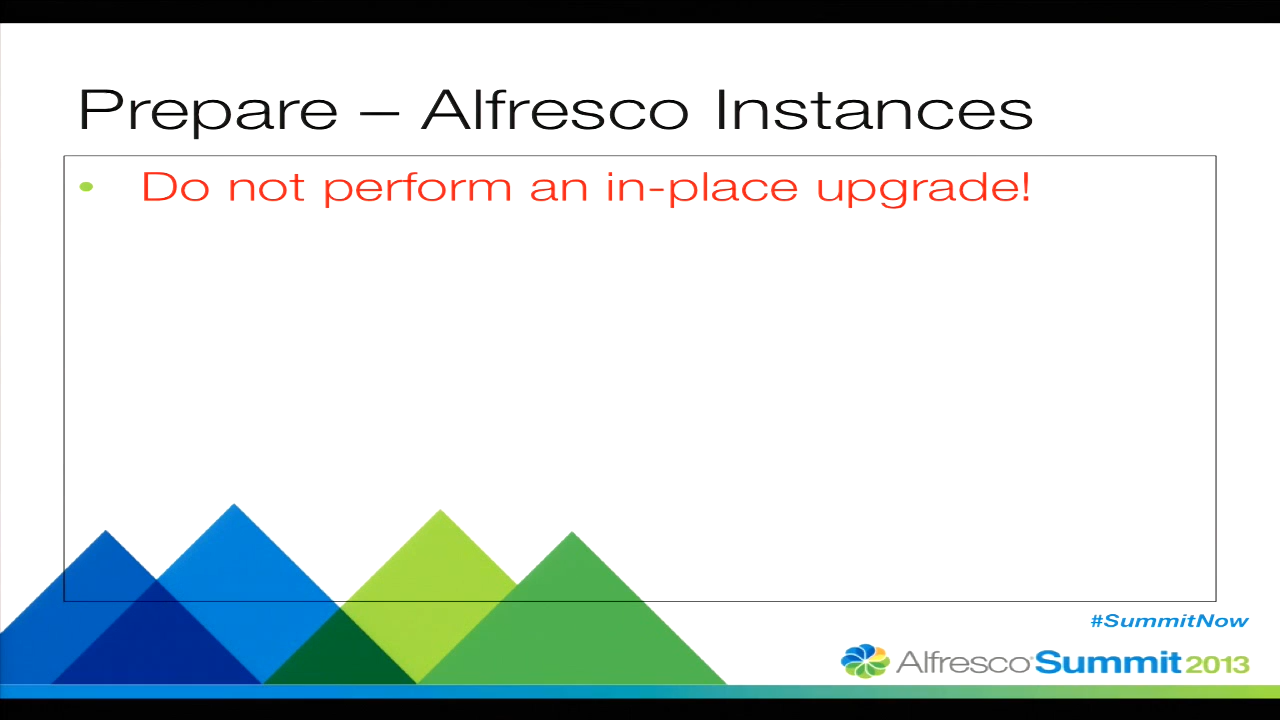 Prepare – Alfresco Instances
• Do not perform an in-place upgrade!
#SummitNow
Alfresco Summit 2013